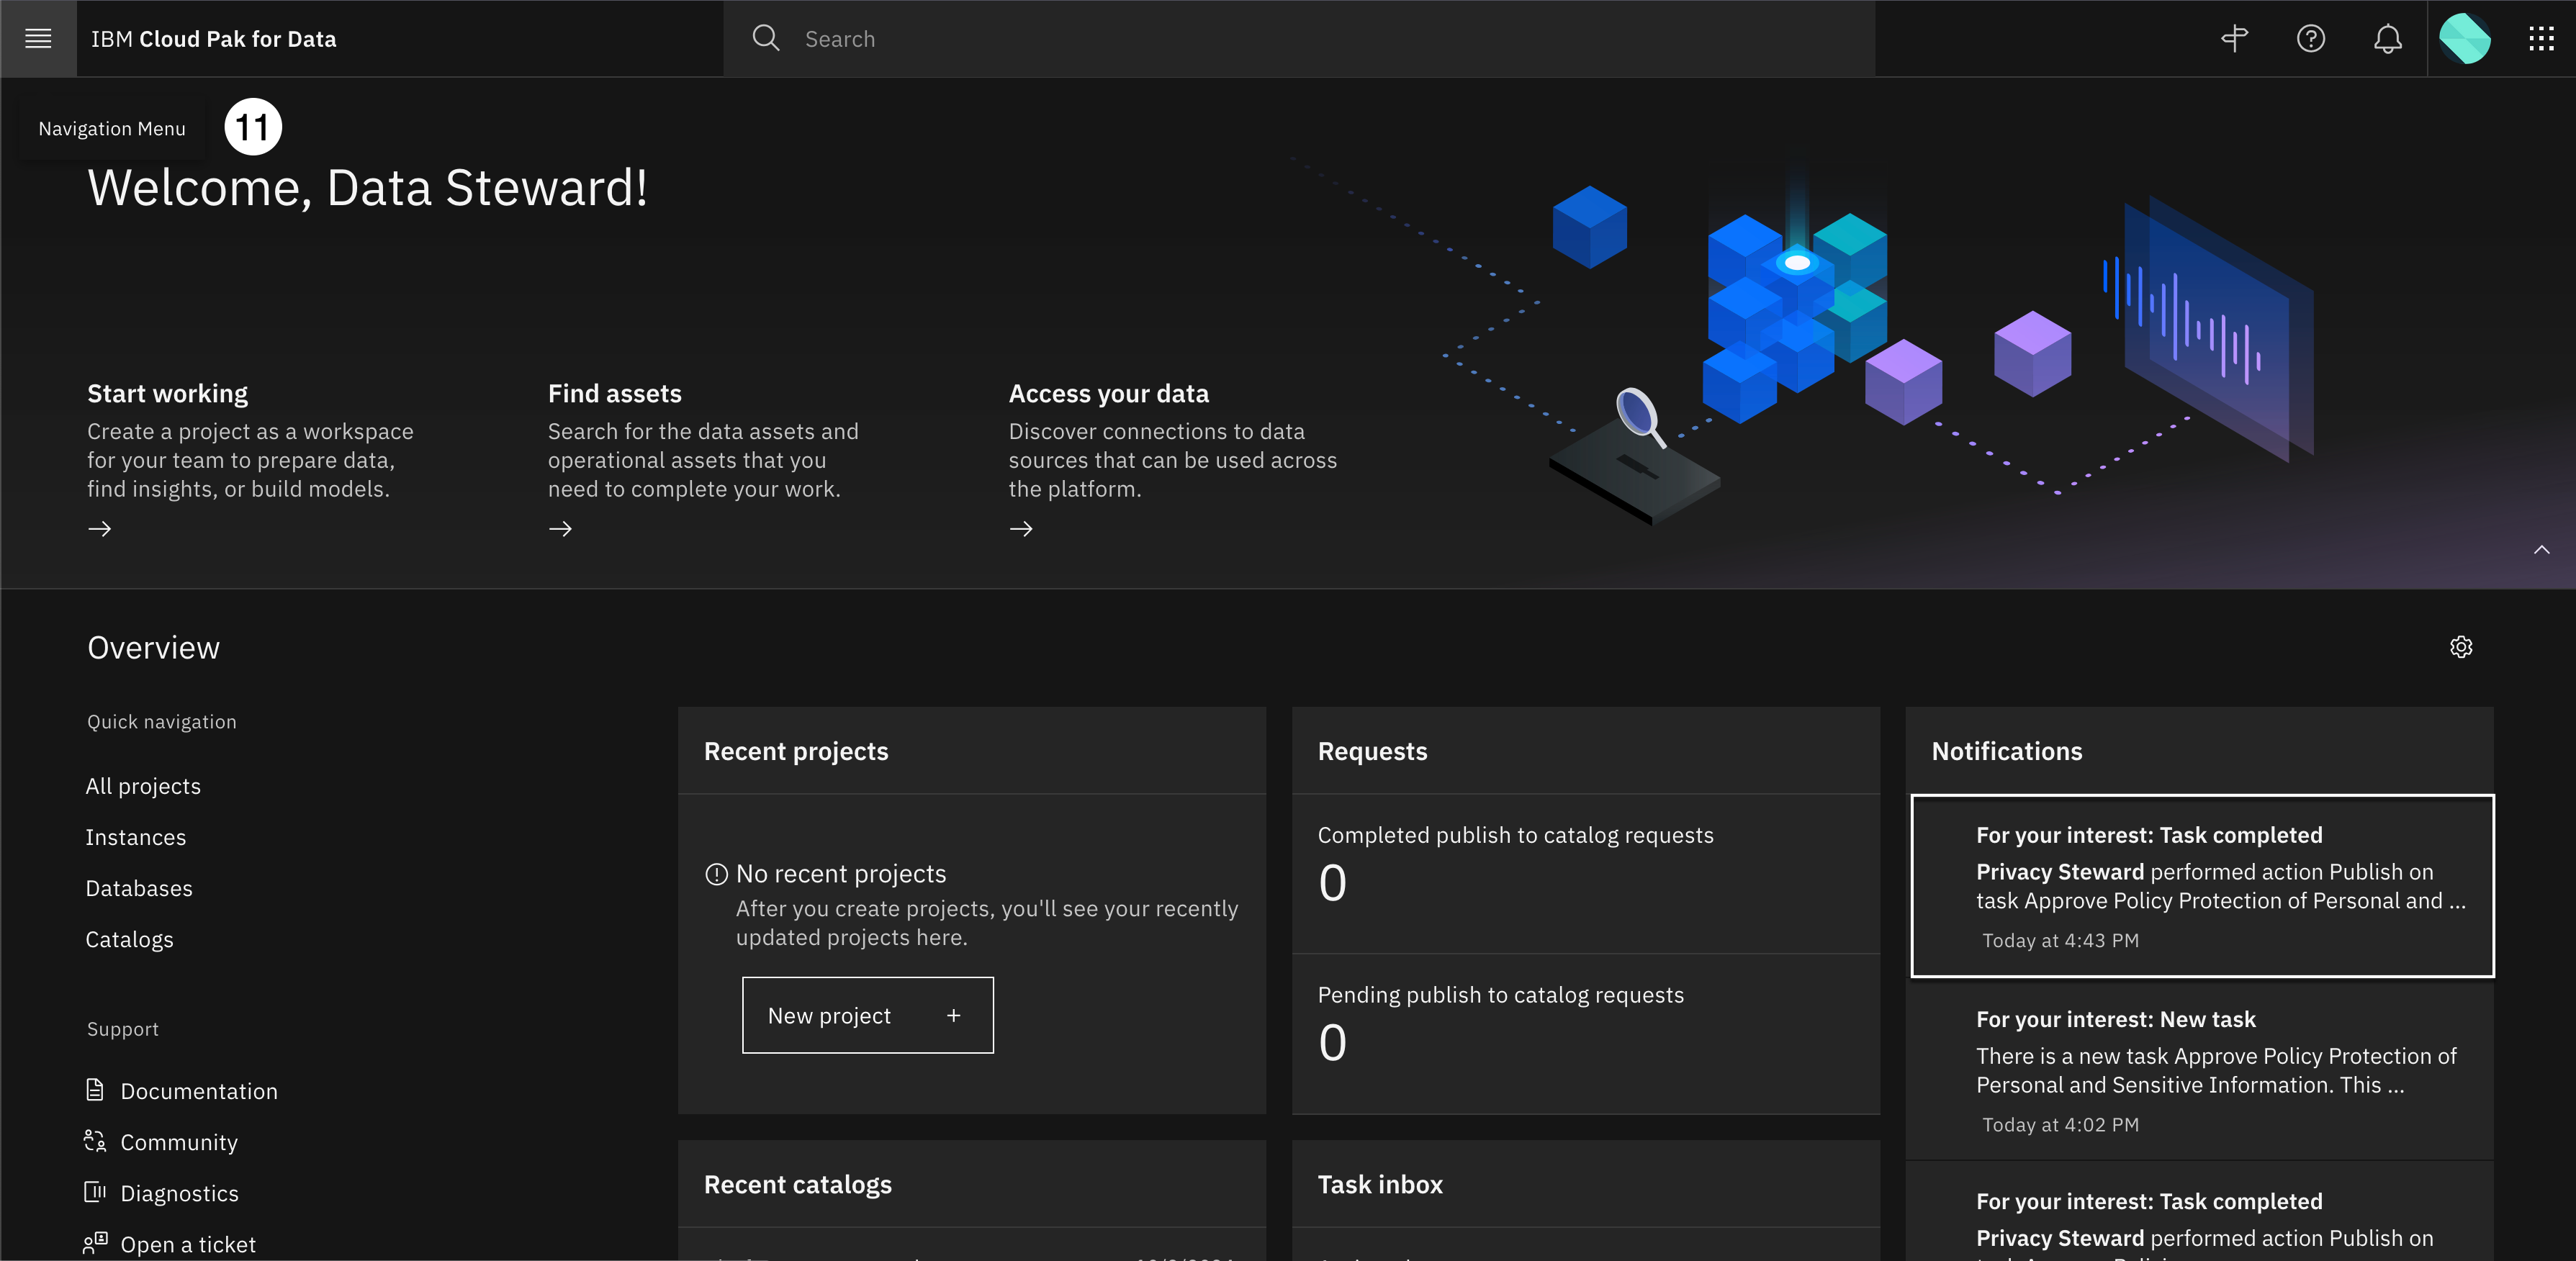 IBM Cloud Pak for Data
Search
Navigation Menu
11
Welcome, Data Steward!
Start working
Create a project as a workspace
for your team to prepare data,
find insights, or build models.
Find assets
Search for the data assets and
operational assets that you
need to complete your work.
Access your data
Discover connections to data
sources that can be used across
the platform.
Overview
Quick navigation
All projects
Instances
Databases
Catalogs
Support
Documentation
Community
Diagnostics
Open a ticket
Recent projects
No recent projects
After you create projects, you'll see your recently
updated projects here.
New project +
Recent catalogs
Requests
Completed publish to catalog requests
0
Pending publish to catalog requests
0
Task inbox
Notifications
For your interest: Task completed
Privacy Steward performed action Publish on
task Approve Policy Protection of Personal and ...
Today at 4:43 PM
For your interest: New task
There is a new task Approve Policy Protection of
Personal and Sensitive Information. This ...
Today at 4:02 PM
For your interest: Task completed
Privacy Steward performed action Publish on